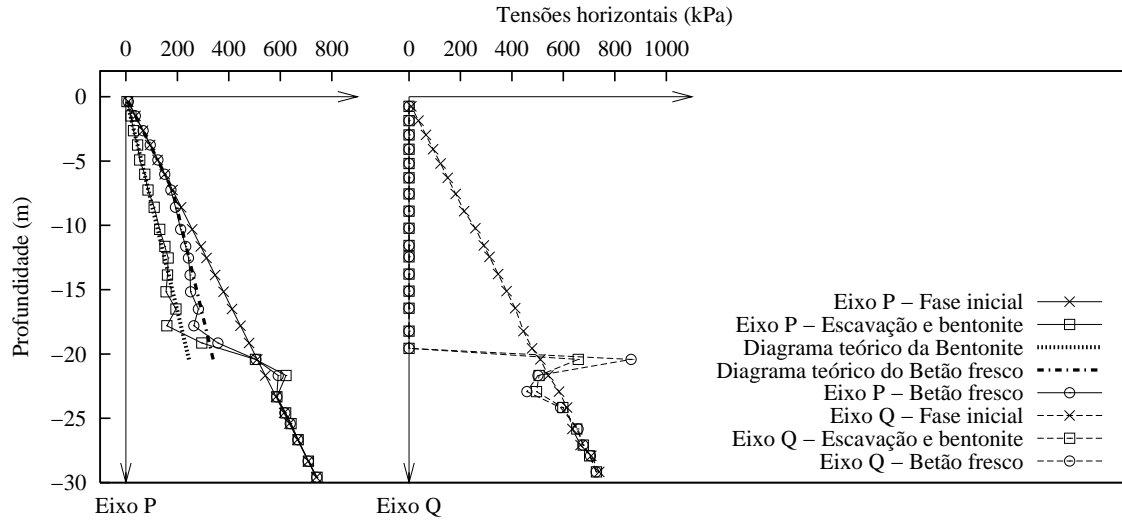 Tensões horizontais (kPa)
0 200 400 600 800 0 200 400 600 800 1000
0
−5
−10
−15
−20
−25
−30
Profundidade (m)
Eixo P – Fase inicial
Eixo P – Escavação e bentonite
Diagrama teórico da Bentonite
Diagrama teórico do Betão fresco
Eixo P – Betão fresco
Eixo Q – Fase inicial
Eixo Q – Escavação e bentonite
Eixo Q – Betão fresco
Eixo P Eixo Q